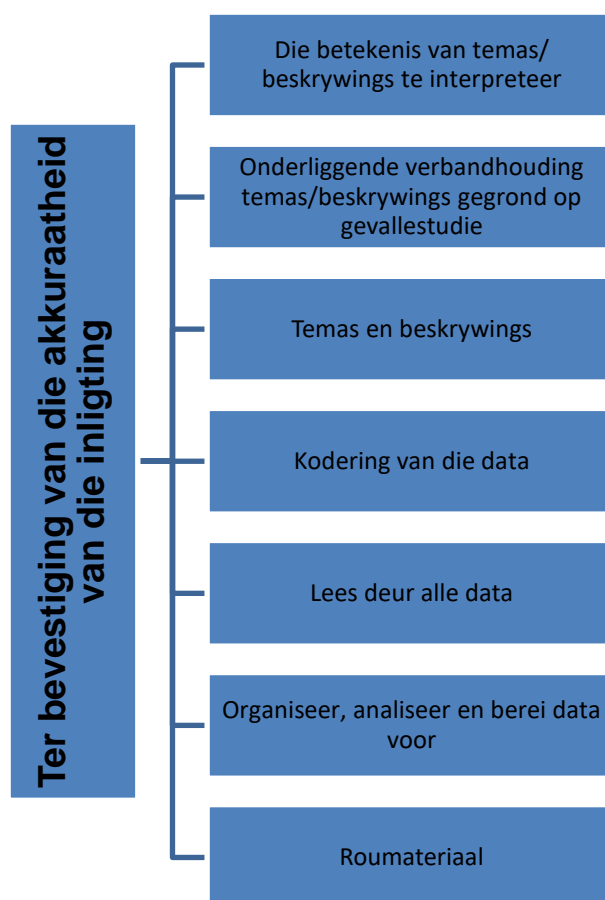 Ter bevestiging van die akkuraatheid
van die inligting
Die betekenis van temas/
beskrywings te interpreteer
Onderliggende verbandhouding
temas/beskrywings gegrond op
gevallestudie
Temas en beskrywings
Kodering van die data
Lees deur alle data
Organiseer, analiseer en berei data
voor
Roumateriaal